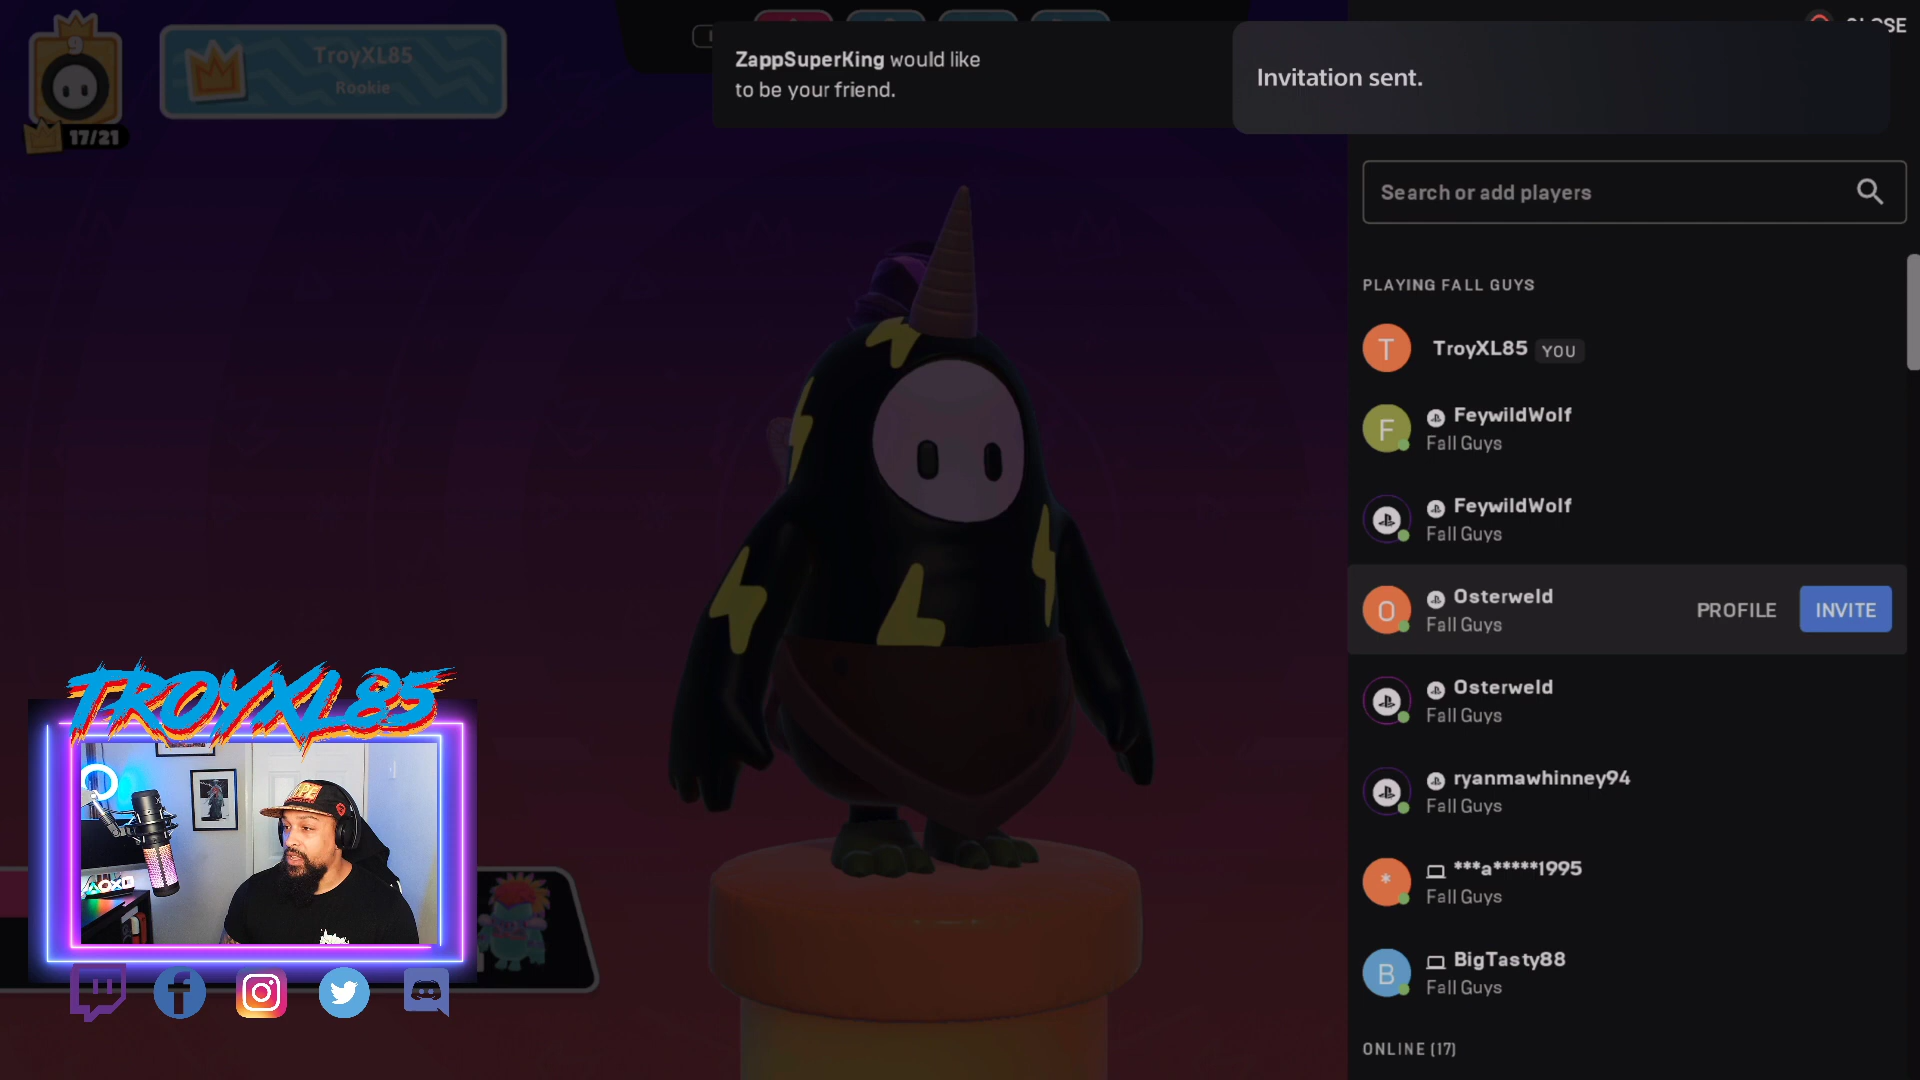 9
17/21
TroyXL85
Rookie
ZappSuperKing would like
to be your friend.
Invitation sent.
CLOSE
Search or add players
PLAYING FALL GUYS
T
TroyXL85 YOU
F
FeywildWolf
Fall Guys
FeywildWolf
Fall Guys
O
Osterweld
Fall Guys
PROFILE
INVITE
Osterweld
Fall Guys
ryanmawhinney94
Fall Guys
*
***a*****1995
Fall Guys
B
BigTasty88
Fall Guys
ONLINE (17)
TROYXL85